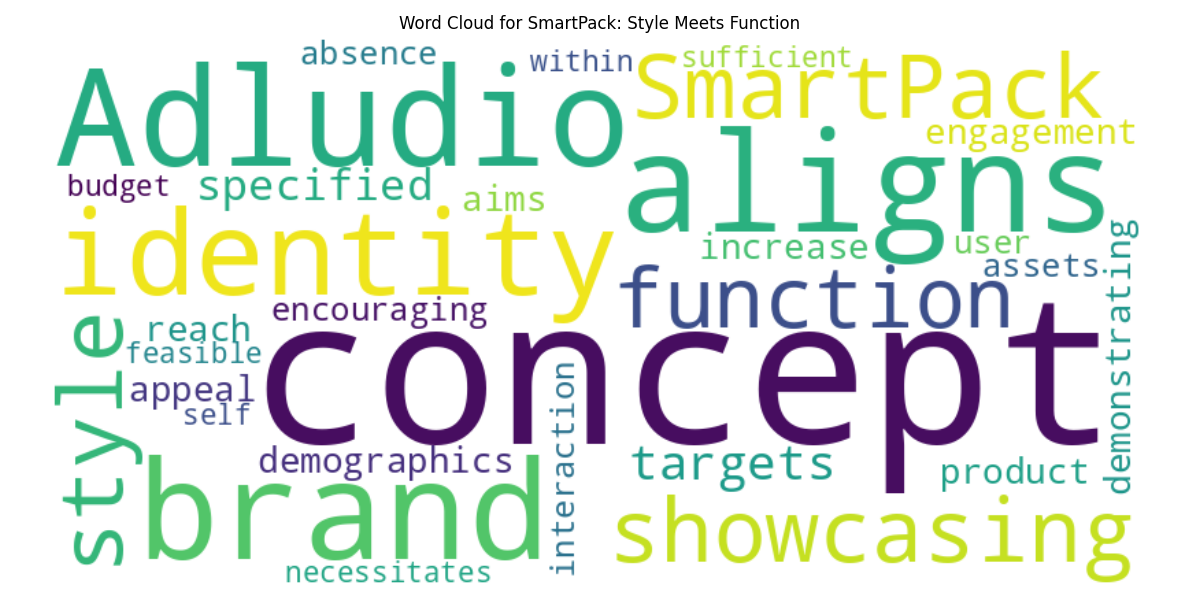 Word Cloud for SmartPack: Style Meets Function
absence
within
sufficient
Adludio
SmartPack
engagement
aligns
budget
specified
aims
identity
increase
user
assets
demonstrating
function
encouraging
reach
feasible
appeal
self
style
concept
interaction
demographics
targets
product
brand
showcasing
necessitates